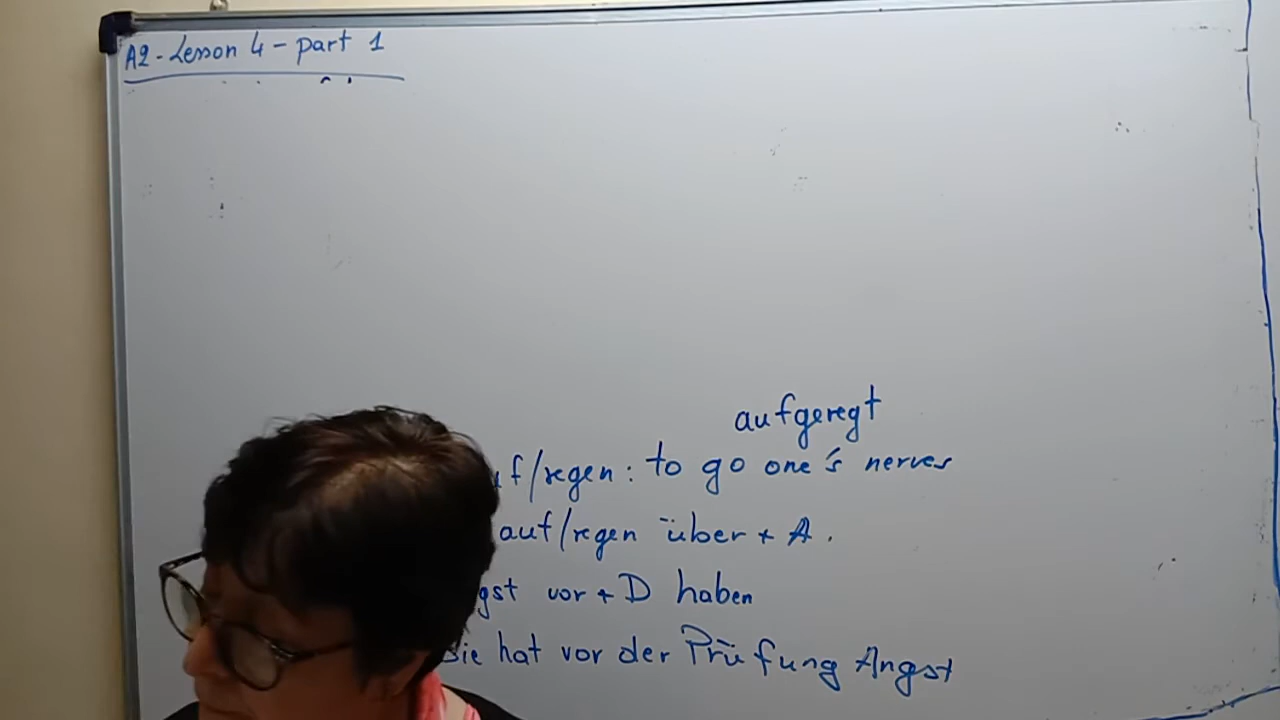 A2 - Lesson 4 - part 1
aufgeregt
f/regen : to go one's nerves
auf/regen über + A .
gst vor + D haben
Sie hat vor der Prüfung Angst